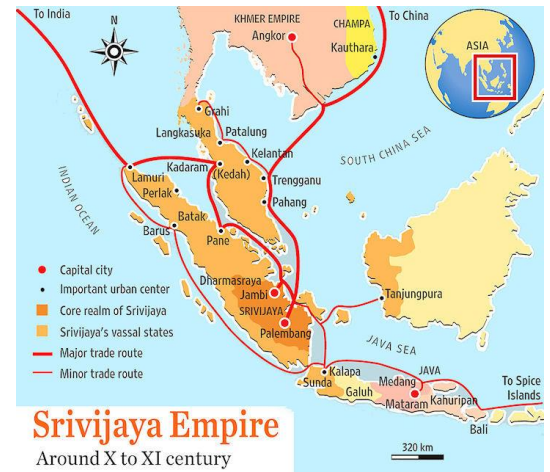 To India
N
KHMER EMPIRE
Angkor
CHAMPA
Kauthara
To China
ASIA
Grahi
Langkasuka
Patalung
Kelantan
Kadaram
(Kedah)
Trengganu
Pahang
SOUTH CHINA SEA
INDIAN OCEAN
Lamuri
Perlak
Batak
Barus
Pane
Dharmasraya
Jambi
SRIVIJAYA
Palembang
Tanjungpura
JAVA SEA
Capital city
Important urban center
Core realm of Srivijaya
Srivijaya's vassal states
Major trade route
Minor trade route
Kalapa
Sunda
Galuh
JAVA
Medang
Mataram
Kahuripan
Bali
To Spice
Islands
320 km
Srivijaya Empire
Around X to XI century